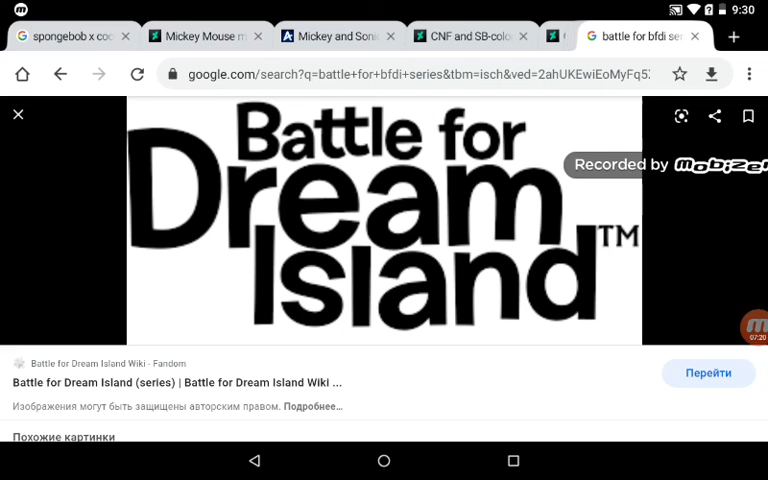 9:30
spongebob x coo
Mickey Mouse m
Mickey and Sonic
CNF and SB-colo
battle for bfdi ser
google.com/search?q=battle+for+bfdi+series&tbm=isch&ved=2ahUKEwiEoMyFq5
Battle for
Dream
Island™
Recorded by mobizen
07:20
Battle for Dream Island Wiki - Fandom
Battle for Dream Island (series) | Battle for Dream Island Wiki ...
Перейти
Изображения могут быть защищены авторским правом. Подробнее...
Похожие картинки